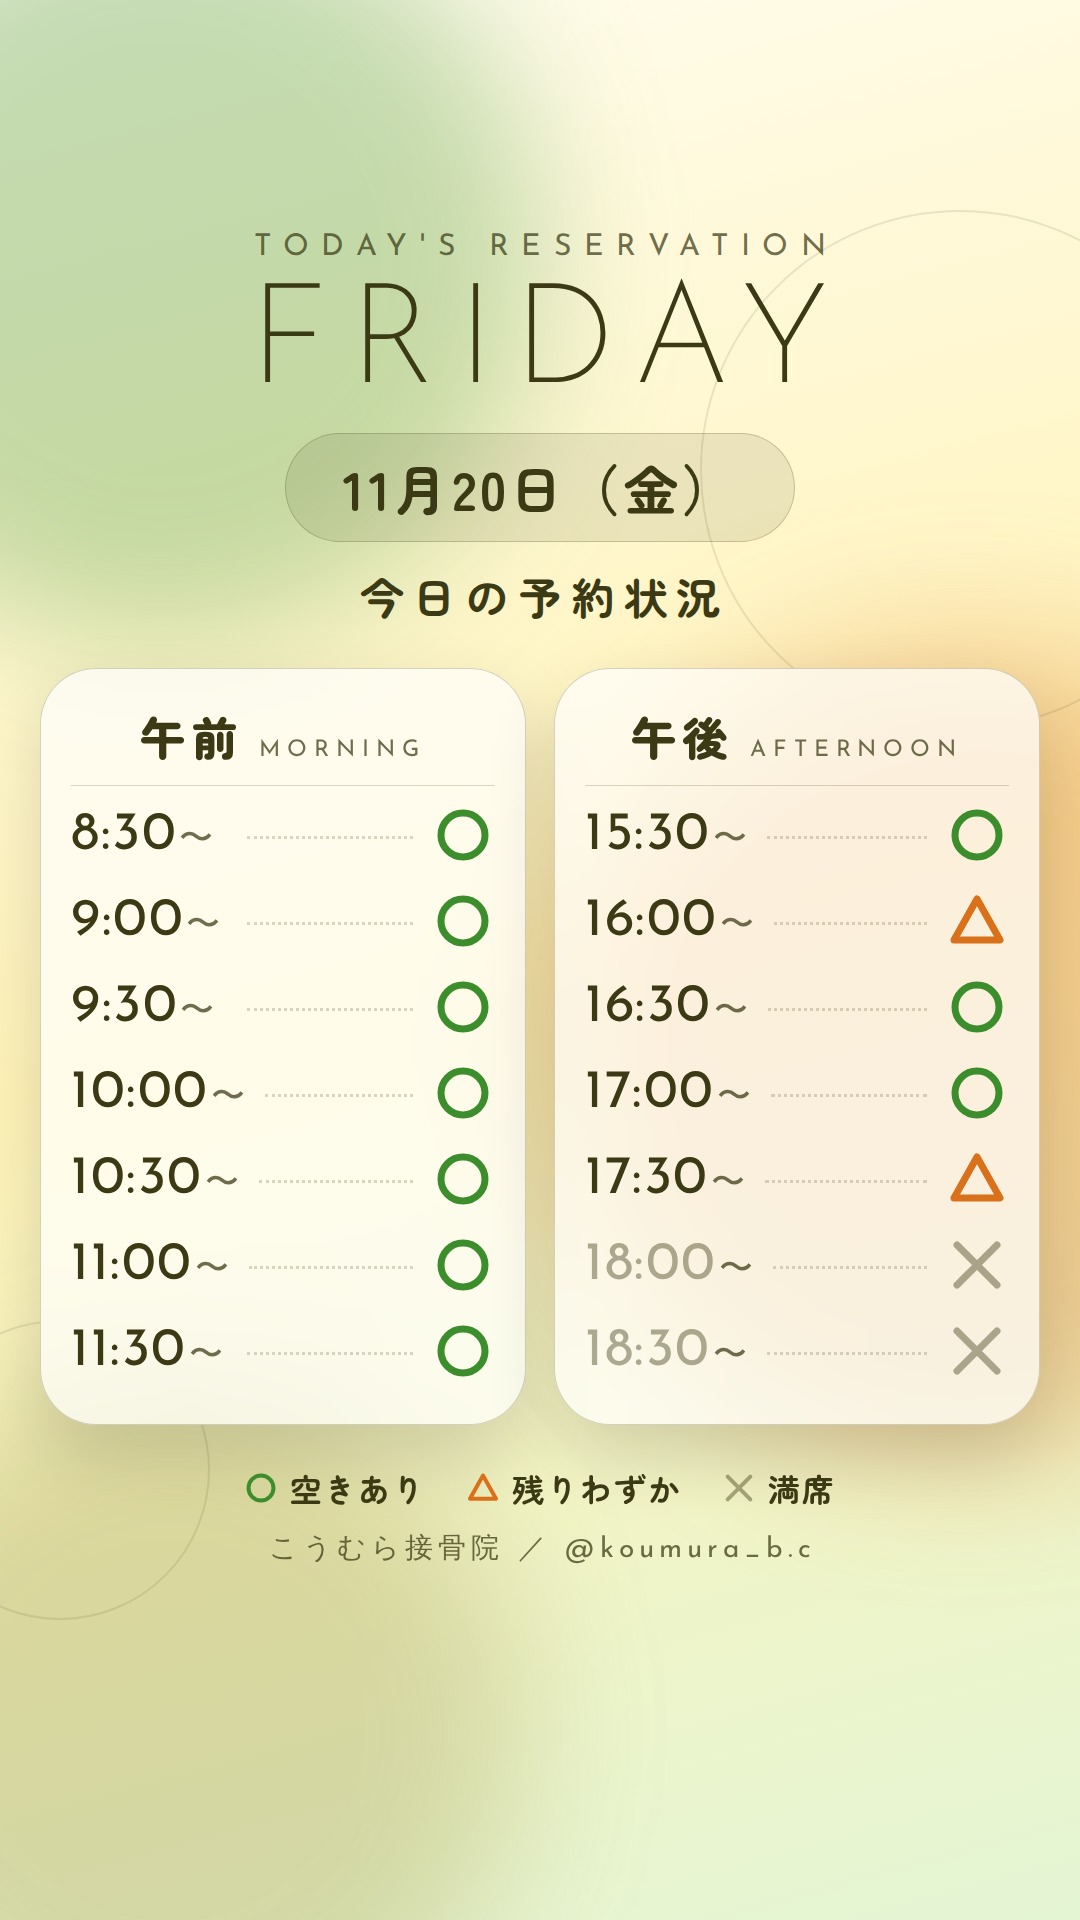 TODAY'S RESERVATION
FRIDAY
11月20日（金）
今日の予約状況
午前 MORNING
8:30〜 ○
9:00〜 ○
9:30〜 ○
10:00〜 ○
10:30〜 ○
11:00〜 ○
11:30〜 ○
午後 AFTERNOON
15:30〜 ○
16:00〜 △
16:30〜 ○
17:00〜 ○
17:30〜 △
18:00〜 ×
18:30〜 ×
○ 空きあり △ 残りわずか × 満席
こうむら接骨院 ／ @koumura_b.c